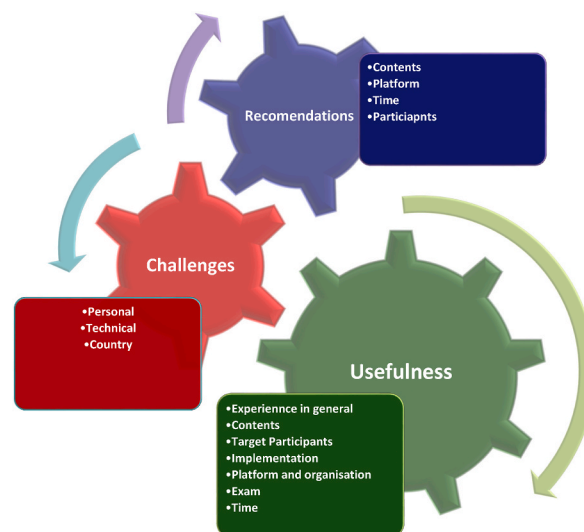 Recomendations
•Contents
•Platform
•Time
•Particiapnts
Challenges
•Personal
•Technical
•Country
Usefulness
•Experiennce in general
•Contents
•Target Participants
•Implementation
•Platform and organisation
•Exam
•Time